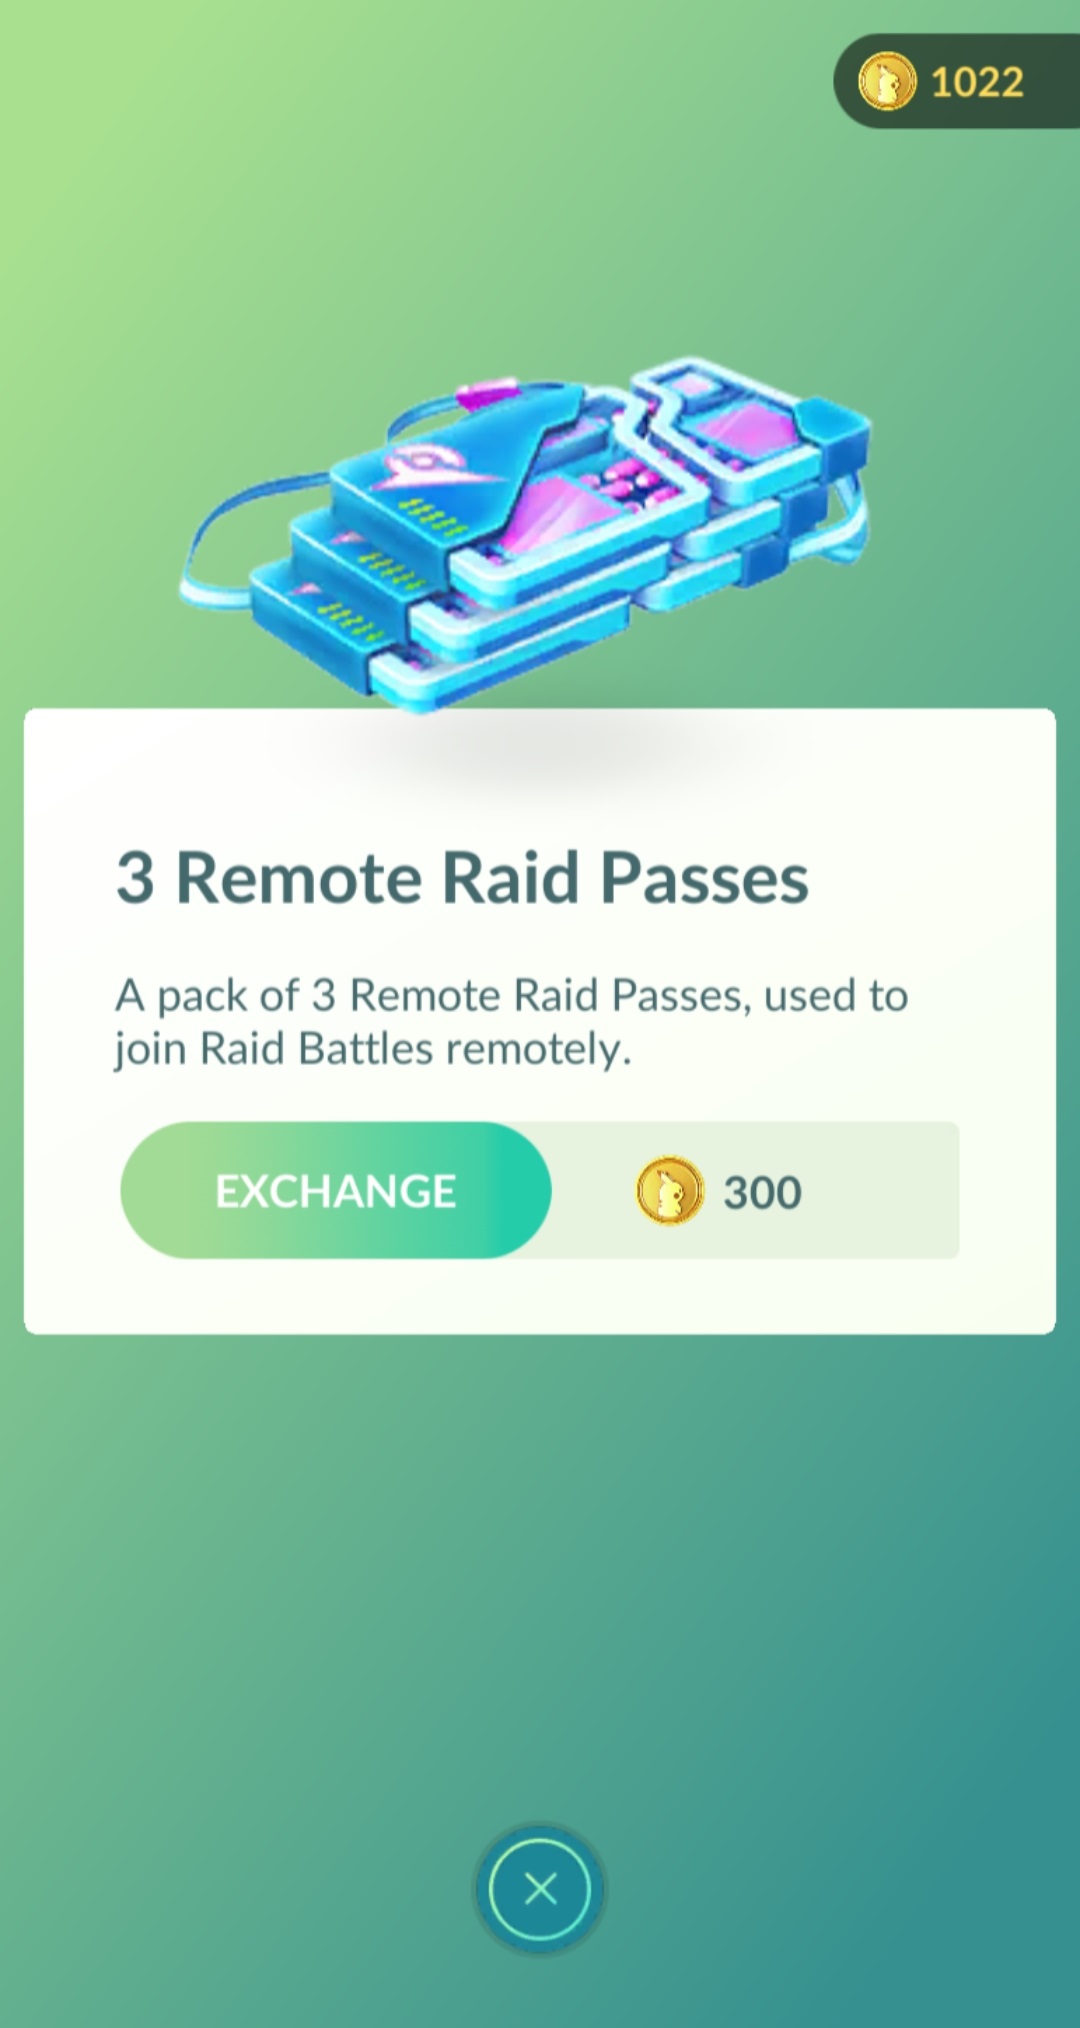 1022
3 Remote Raid Passes
A pack of 3 Remote Raid Passes, used to
join Raid Battles remotely.
EXCHANGE 300